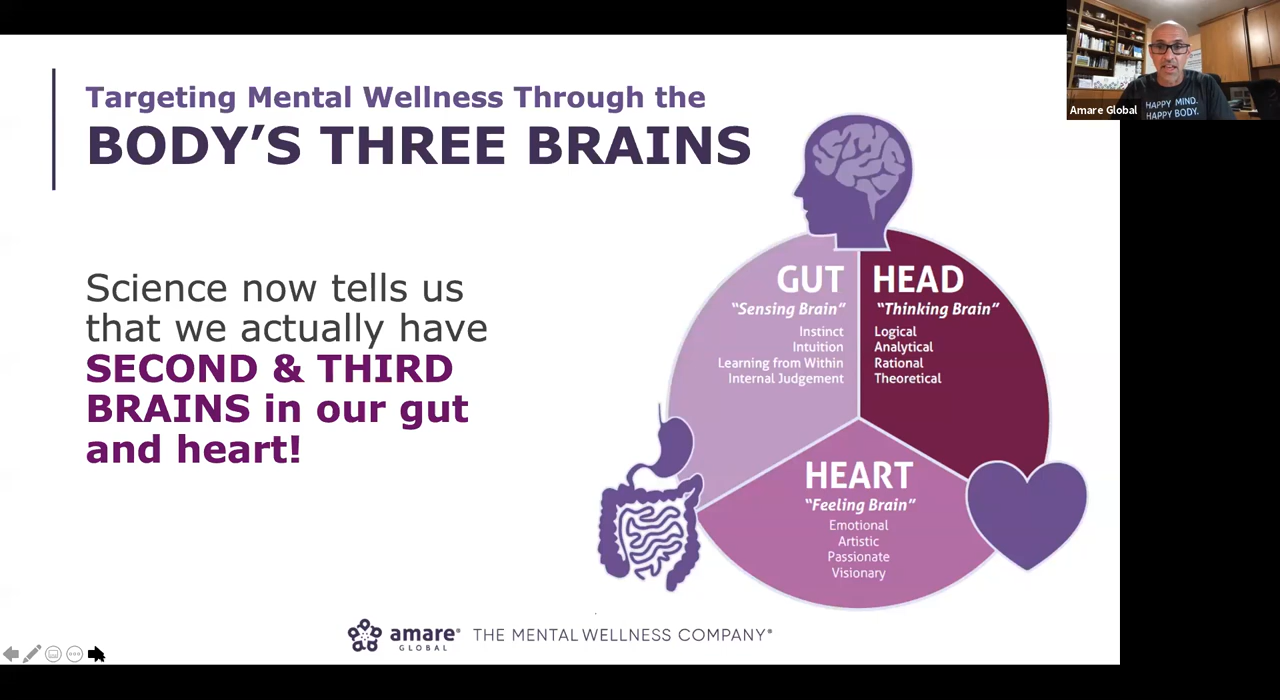 Targeting Mental Wellness Through the
BODY’S THREE BRAINS
Science now tells us
that we actually have
SECOND & THIRD
BRAINS in our gut
and heart!
GUT
“Sensing Brain”
Instinct
Intuition
Learning from Within
Internal Judgement
HEAD
“Thinking Brain”
Logical
Analytical
Rational
Theoretical
HEART
“Feeling Brain”
Emotional
Artistic
Passionate
Visionary
amare®
GLOBAL
THE MENTAL WELLNESS COMPANY®
Amare Global
HAPPY MIND.
HAPPY BODY.